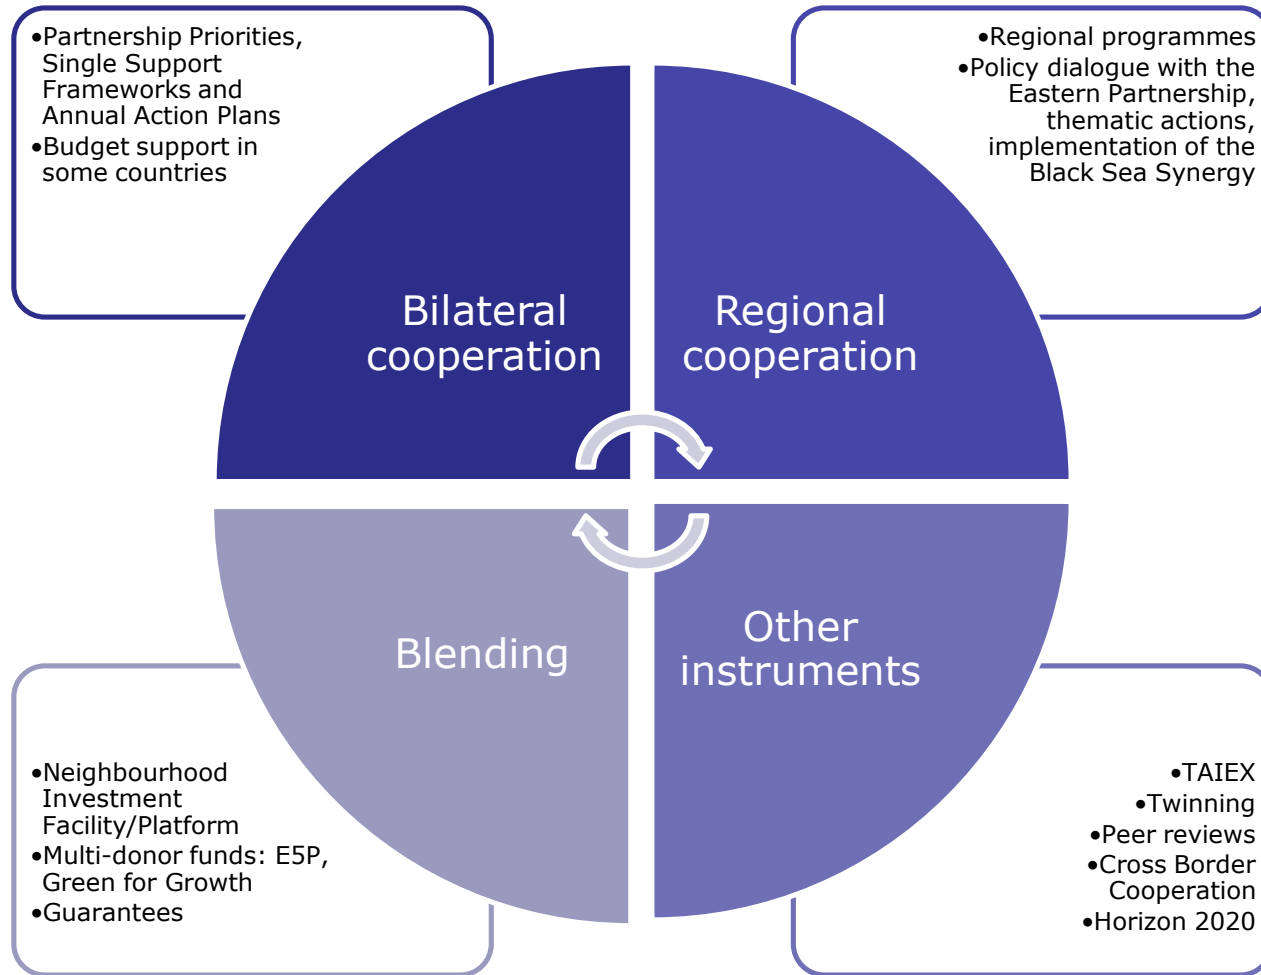 •Partnership Priorities,
Single Support
Frameworks and
Annual Action Plans
•Budget support in
some countries
•Regional programmes
•Policy dialogue with the
Eastern Partnership,
thematic actions,
implementation of the
Black Sea Synergy
Bilateral
cooperation
Regional
cooperation
Blending
Other
instruments
•Neighbourhood
Investment
Facility/Platform
•Multi-donor funds: E5P,
Green for Growth
•Guarantees
•TAIEX
•Twinning
•Peer reviews
•Cross Border
Cooperation
•Horizon 2020